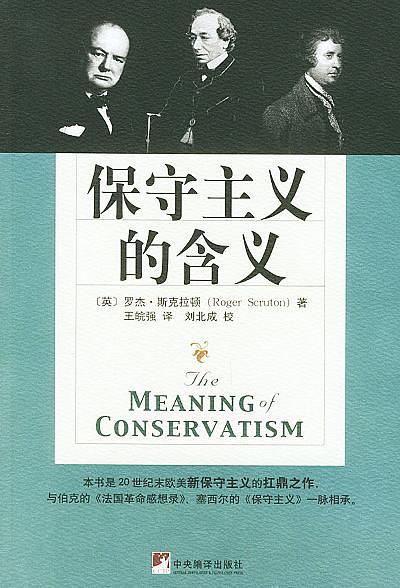 保守主义
的含义
〔英〕罗杰·斯克拉顿（Roger Scruton）著
王皖强 译 刘北成 校
The
MEANING of
CONSERVATISM
本书是20世纪末欧美新保守主义的扛鼎之作，
与伯克的《法国革命感想录》、塞西尔的《保守主义》一脉相承。
中央编译出版社